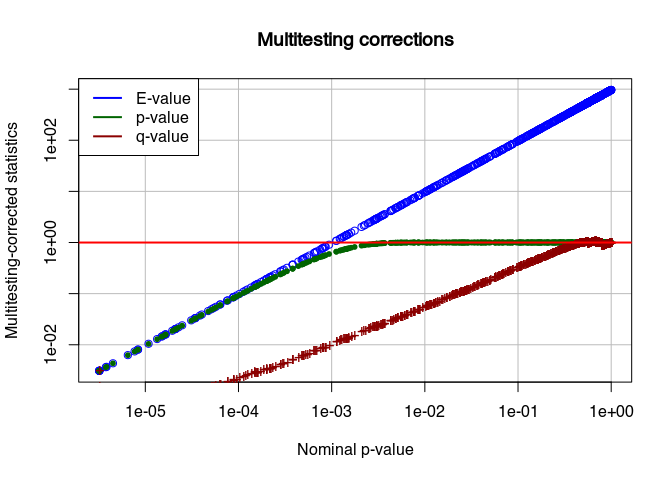 Multitesting corrections
E-value
p-value
q-value
Multitesting-corrected statistics
1e+02
1e+00
1e-02
1e-05 1e-04 1e-03 1e-02 1e-01 1e+00
Nominal p-value